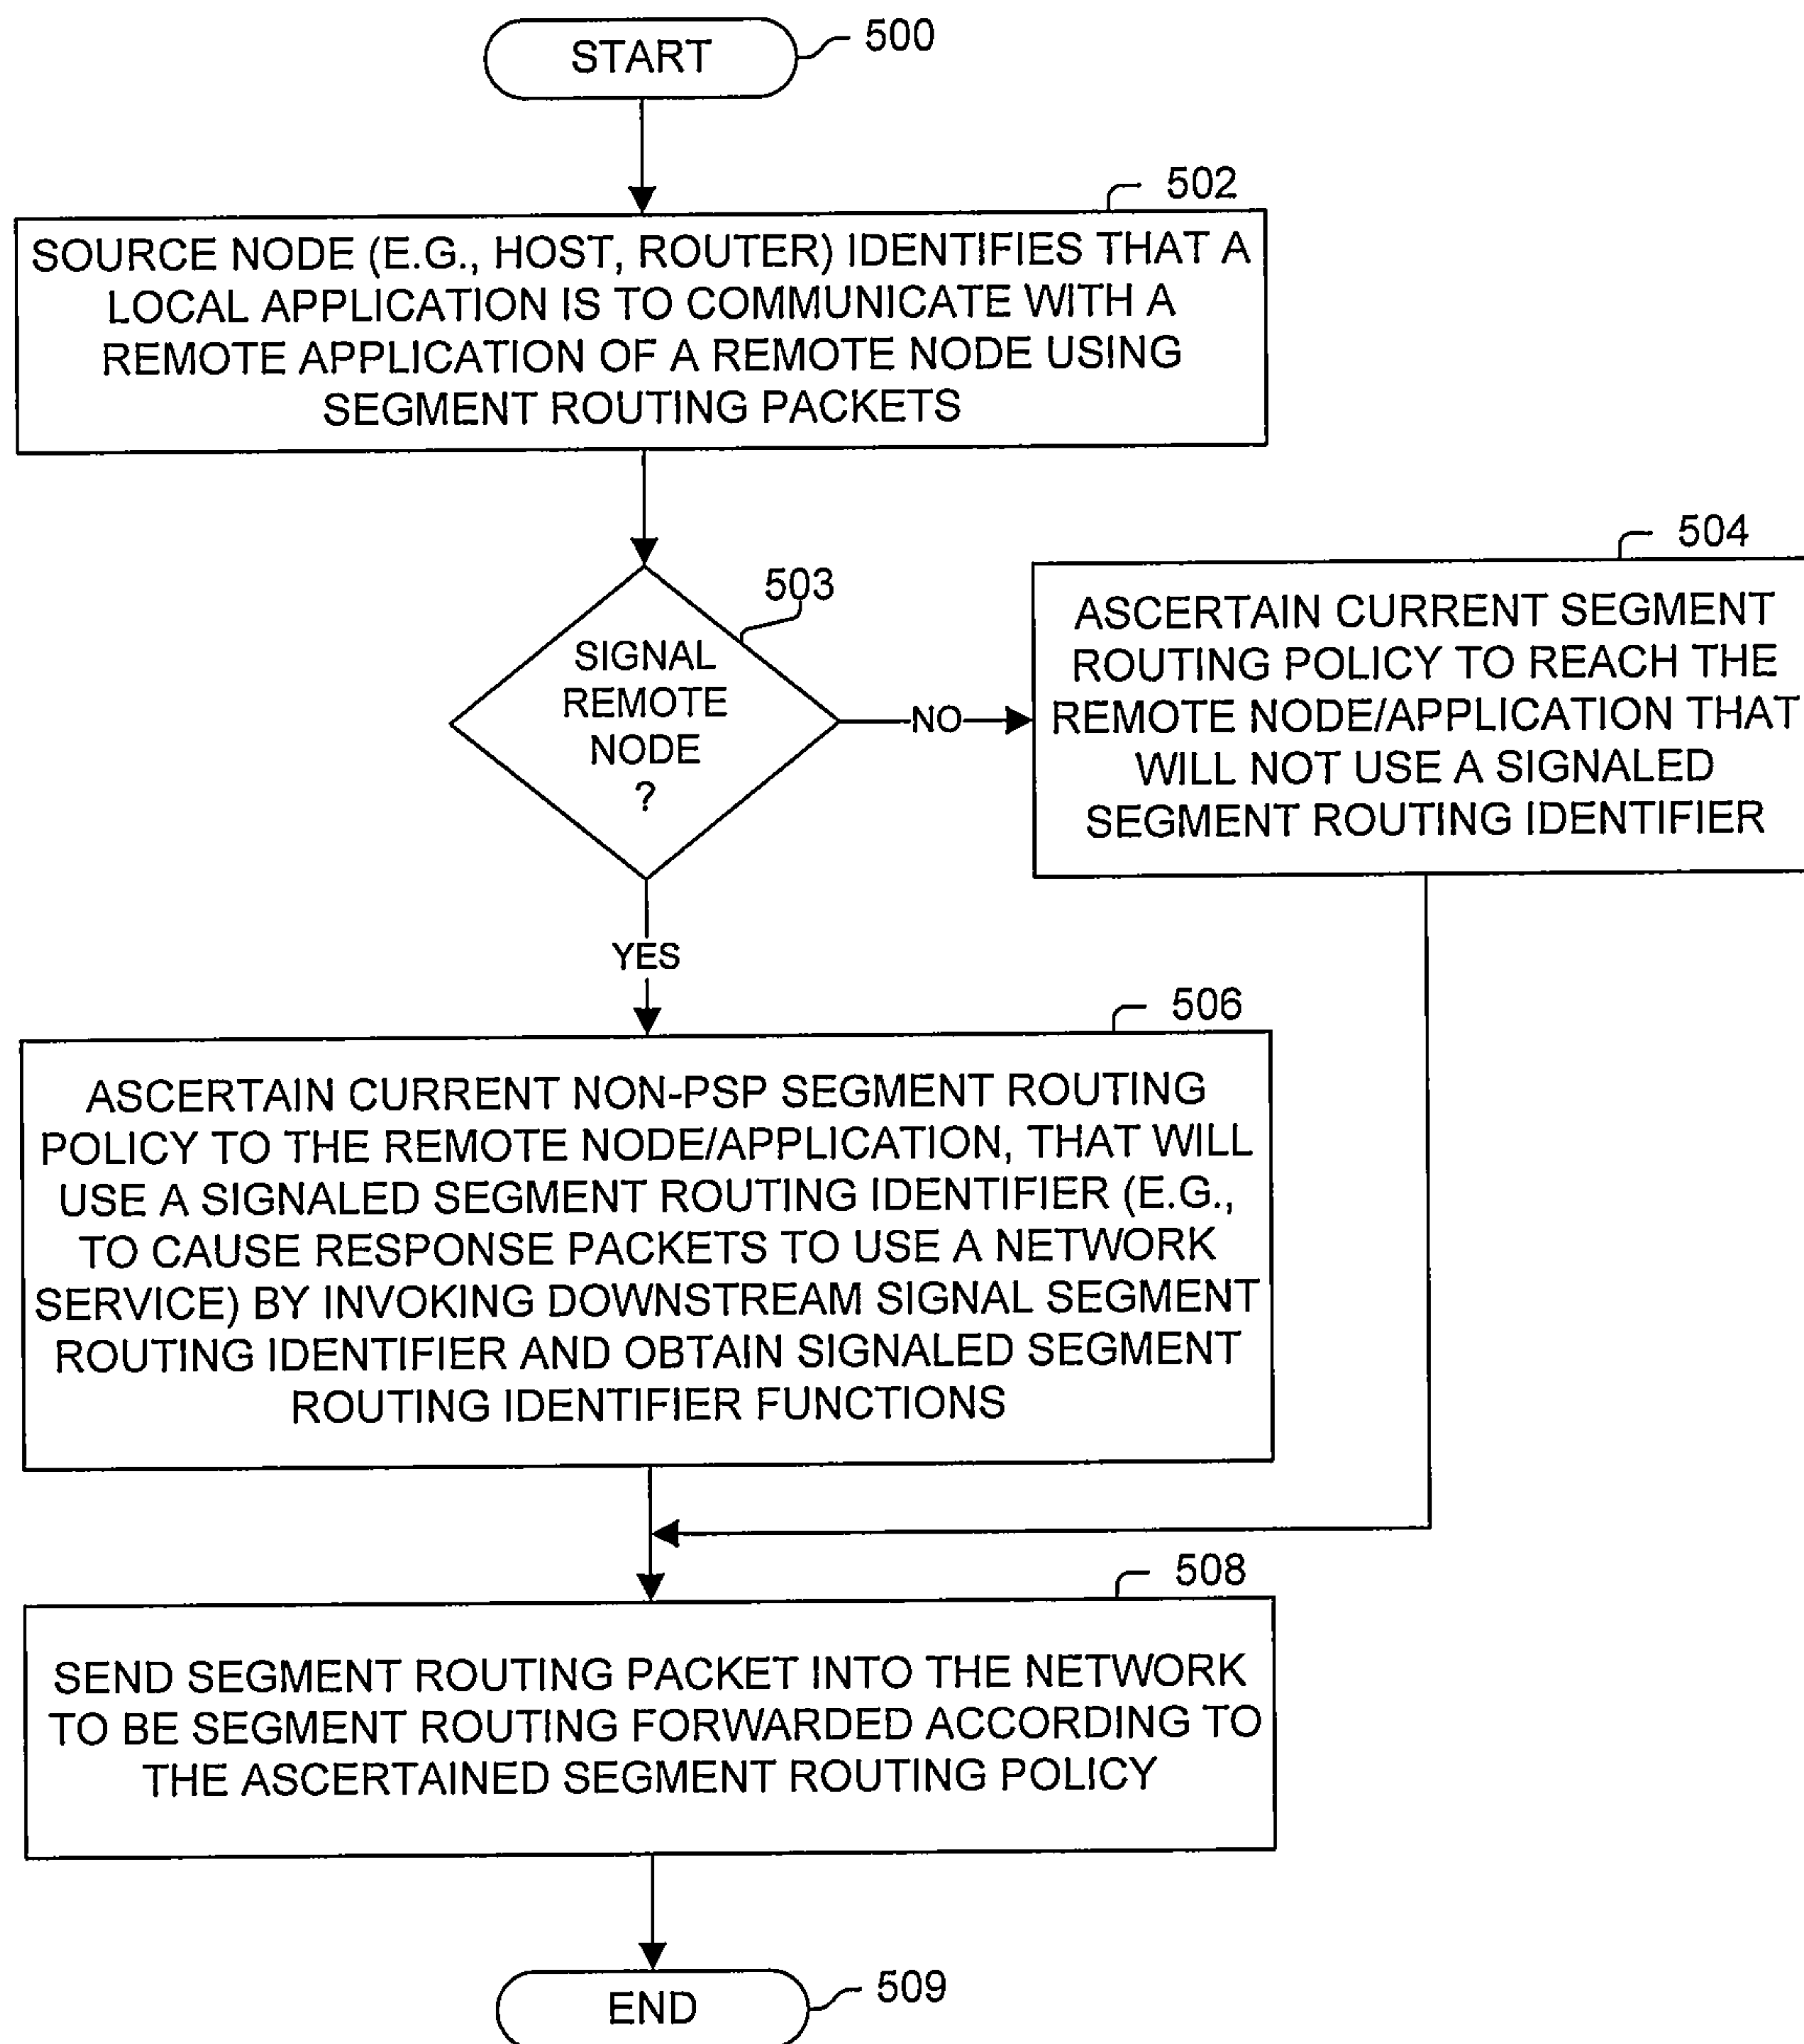 START
500
502
SOURCE NODE (E.G., HOST, ROUTER) IDENTIFIES THAT A
LOCAL APPLICATION IS TO COMMUNICATE WITH A
REMOTE APPLICATION OF A REMOTE NODE USING
SEGMENT ROUTING PACKETS
503
SIGNAL
REMOTE
NODE
?
NO
504
ASCERTAIN CURRENT SEGMENT
ROUTING POLICY TO REACH THE
REMOTE NODE/APPLICATION THAT
WILL NOT USE A SIGNALED
SEGMENT ROUTING IDENTIFIER
YES
506
ASCERTAIN CURRENT NON-PSP SEGMENT ROUTING
POLICY TO THE REMOTE NODE/APPLICATION, THAT WILL
USE A SIGNALED SEGMENT ROUTING IDENTIFIER (E.G.,
TO CAUSE RESPONSE PACKETS TO USE A NETWORK
SERVICE) BY INVOKING DOWNSTREAM SIGNAL SEGMENT
ROUTING IDENTIFIER AND OBTAIN SIGNALED SEGMENT
ROUTING IDENTIFIER FUNCTIONS
508
SEND SEGMENT ROUTING PACKET INTO THE NETWORK
TO BE SEGMENT ROUTING FORWARDED ACCORDING TO
THE ASCERTAINED SEGMENT ROUTING POLICY
END
509